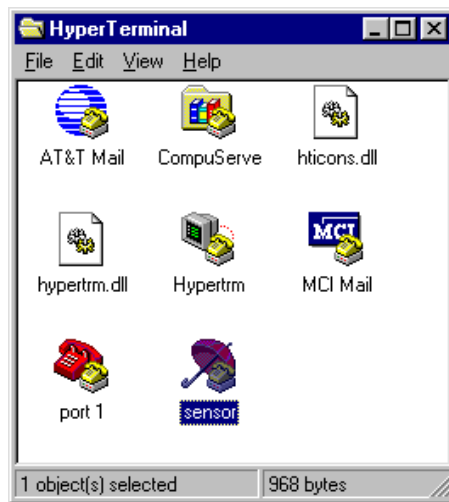 HyperTerminal
File Edit View Help
AT&T Mail CompuServe hticons.dll
MCI
hypertrm.dll Hypertrm MCI Mail
port 1 sensor
1 object(s) selected 968 bytes